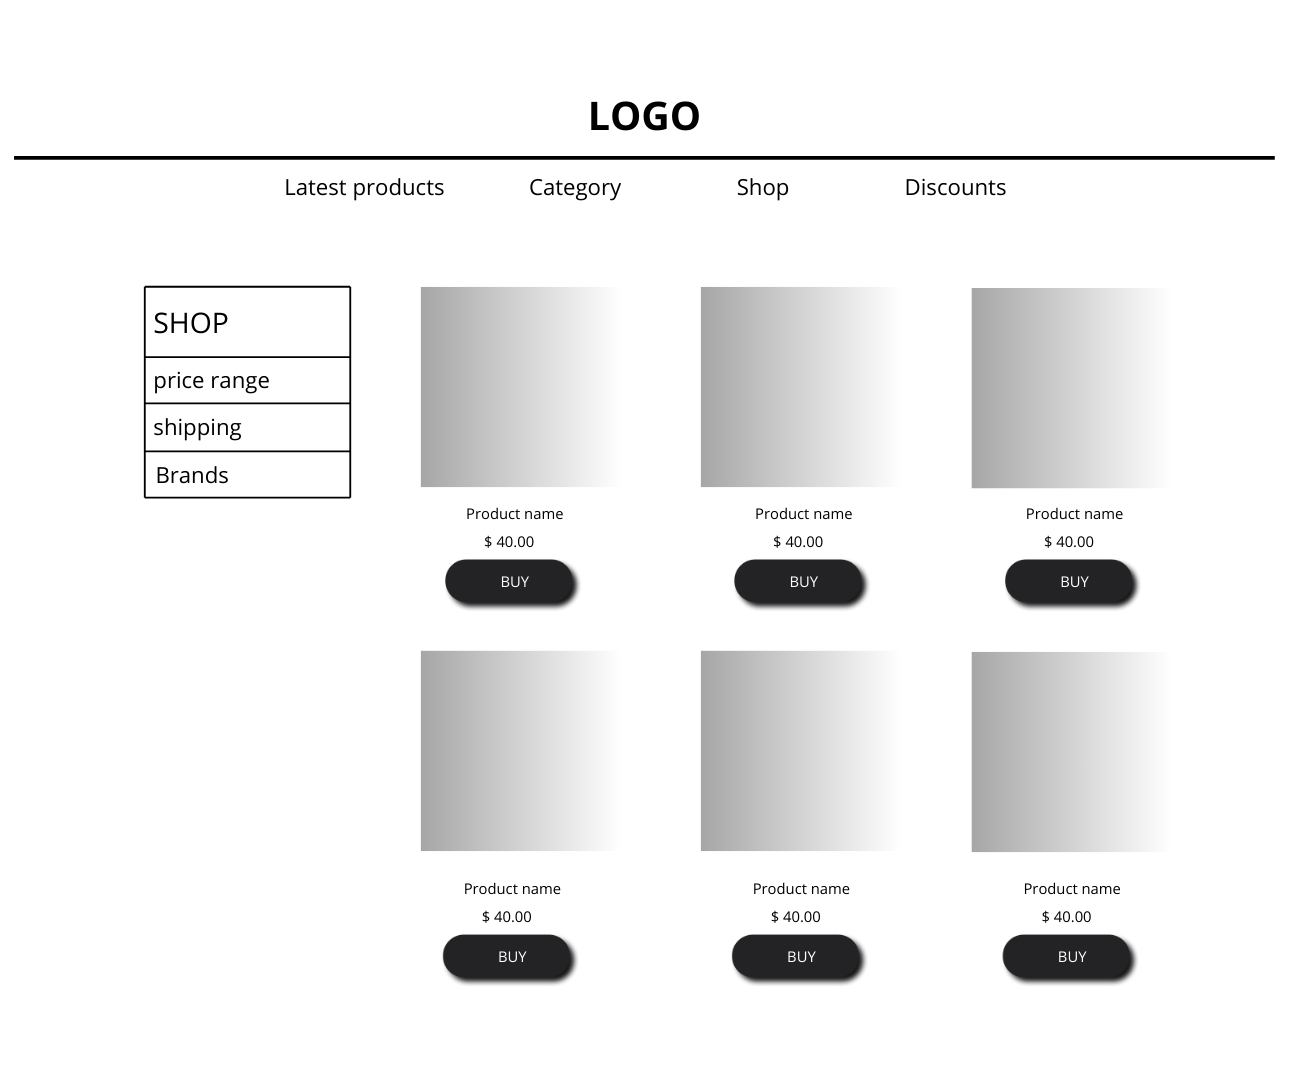 LOGO
Latest products Category Shop Discounts
SHOP
price range
shipping
Brands
Product name Product name Product name
$ 40.00 $ 40.00 $ 40.00
BUY BUY BUY
Product name Product name Product name
$ 40.00 $ 40.00 $ 40.00
BUY BUY BUY